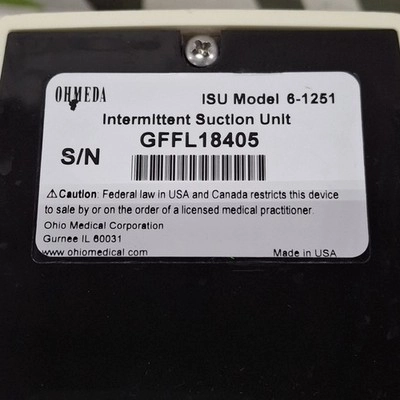 OHMEDA
ISU Model 6-1251
Intermittent Suction Unit
S/N GFFL18405
⚠Caution: Federal law in USA and Canada restricts this device
to sale by or on the order of a licensed medical practitioner.
Ohio Medical Corporation
Gurnee IL 60031
www.ohiomedical.com Made in USA